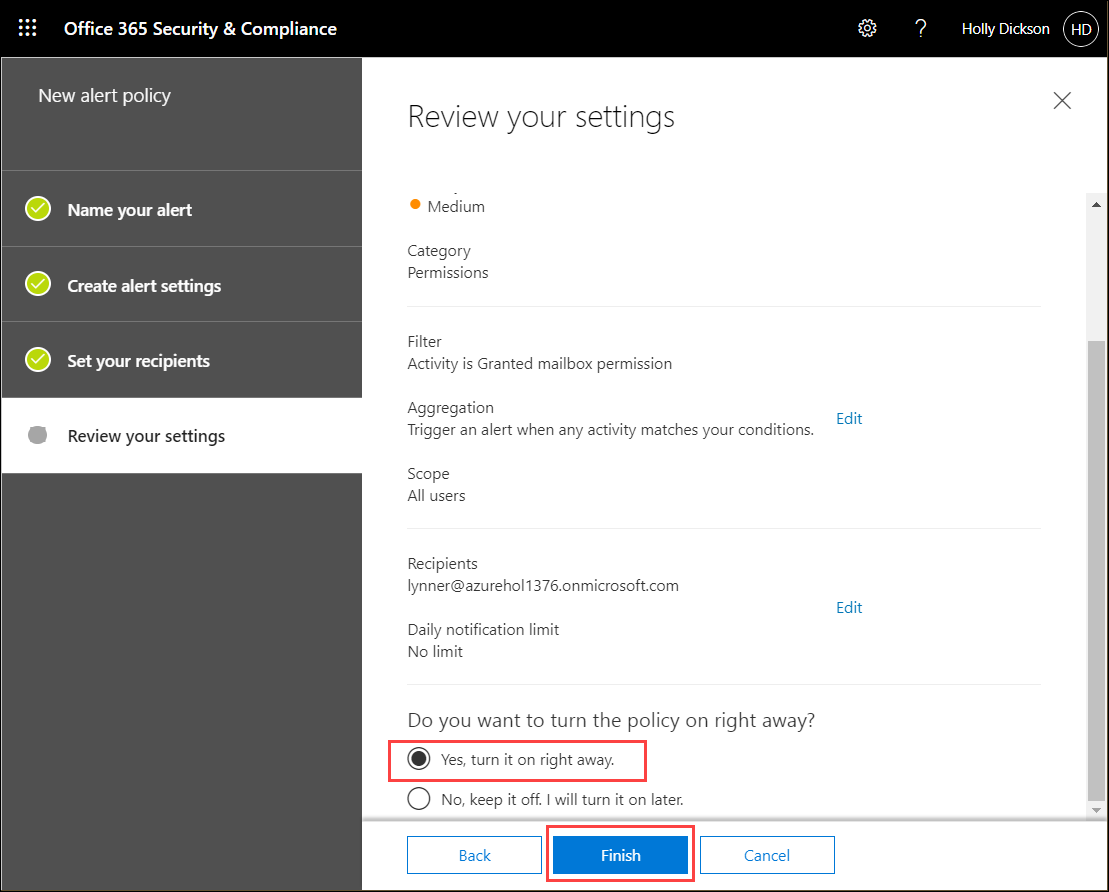 Office 365 Security & Compliance
?
Holly Dickson
HD
New alert policy
Name your alert
Create alert settings
Set your recipients
Review your settings
Review your settings
Medium
Category
Permissions
Filter
Activity is Granted mailbox permission
Aggregation
Trigger an alert when any activity matches your conditions.
Edit
Scope
All users
Recipients
lynner@azurehol1376.onmicrosoft.com
Edit
Daily notification limit
No limit
Do you want to turn the policy on right away?
Yes, turn it on right away.
No, keep it off. I will turn it on later.
Back
Finish
Cancel